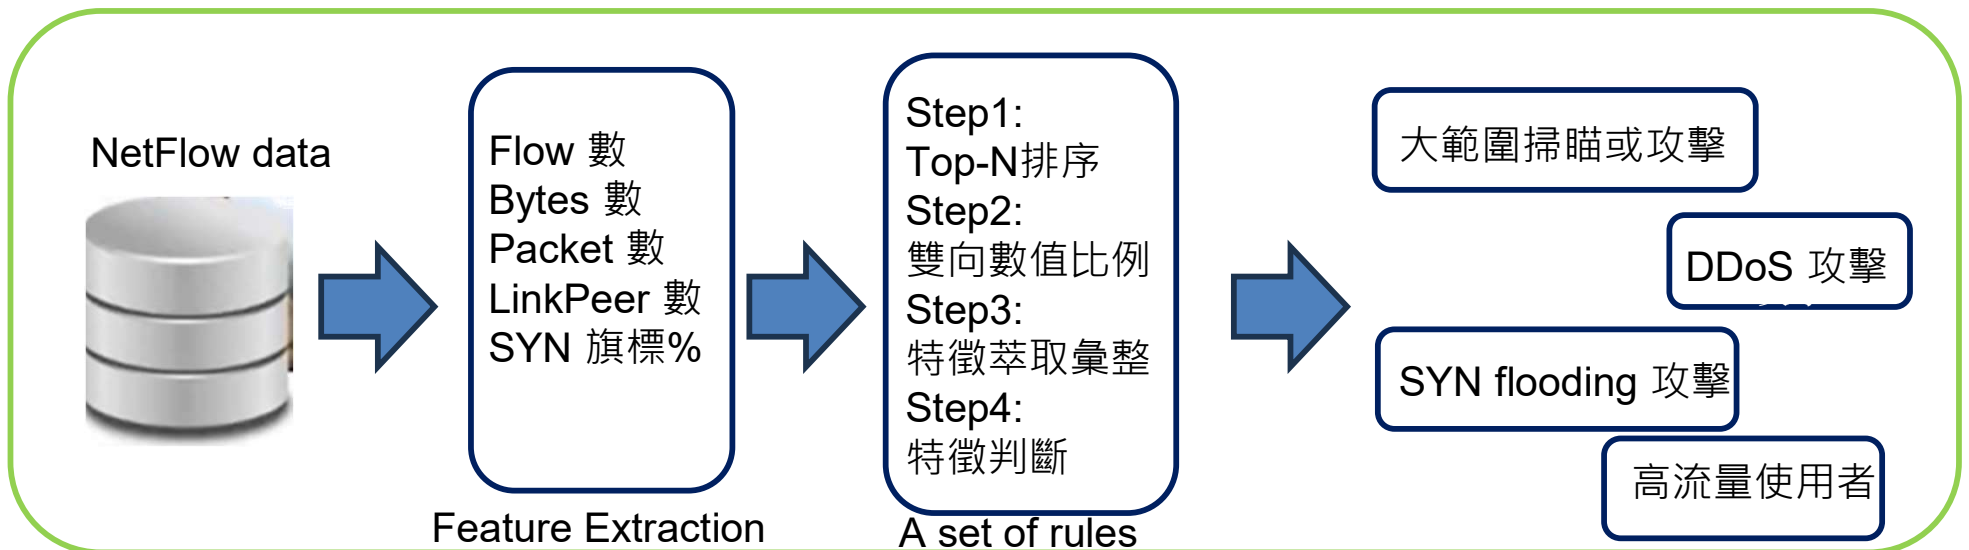 NetFlow data
Flow 數
Bytes 數
Packet 數
LinkPeer 數
SYN 旗標%
Feature Extraction
Step1:
Top-N排序
Step2:
雙向數值比例
Step3:
特徵萃取彙整
Step4:
特徵判斷
A set of rules
大範圍掃瞄或攻擊
DDoS 攻擊
SYN flooding 攻擊
高流量使用者